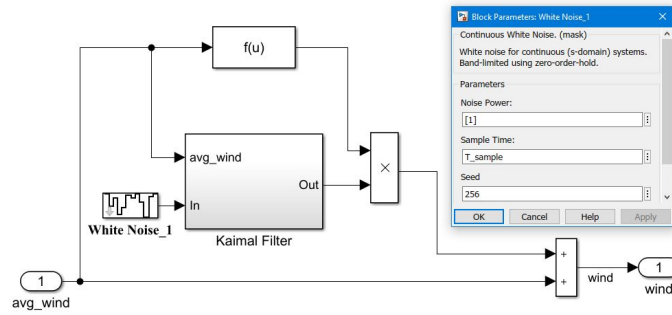 f(u)
avg_wind
Out
In
White Noise_1
Kaimal Filter
×
+
+
wind
1
avg_wind
1
wind
Block Parameters: White Noise_1
Continuous White Noise. (mask)
White noise for continuous (s-domain) systems.
Band-limited using zero-order-hold.
Parameters
Noise Power:
[1]
Sample Time:
T_sample
Seed
256
OK Cancel Help Apply